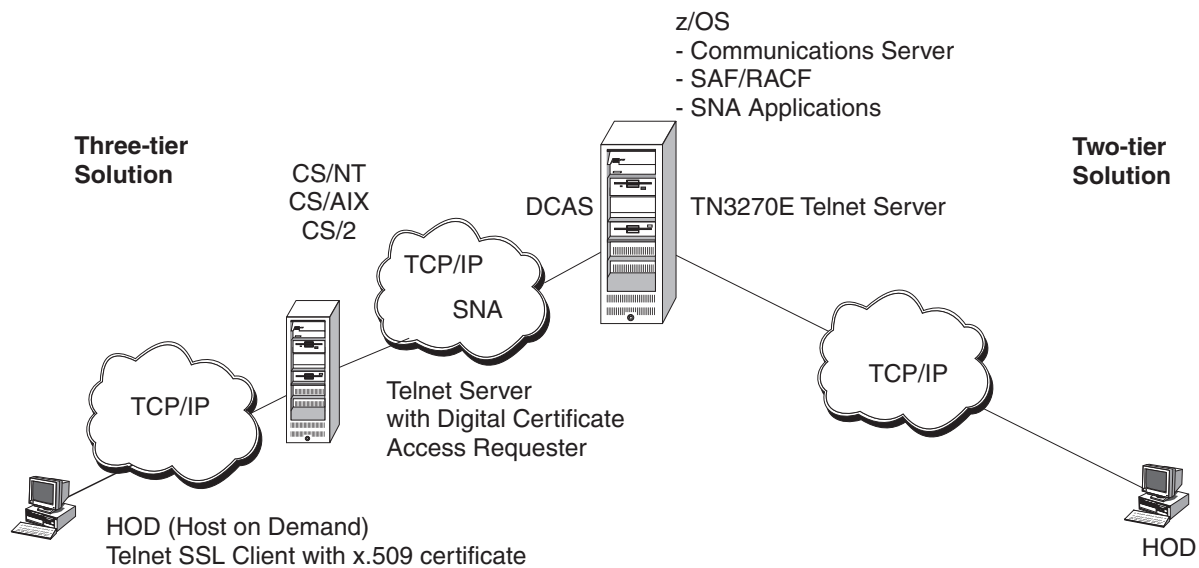 z/OS
- Communications Server
- SAF/RACF
- SNA Applications
Three-tier
Solution
Two-tier
Solution
CS/NT
CS/AIX
CS/2
DCAS
TN3270E Telnet Server
TCP/IP
SNA
TCP/IP
TCP/IP
Telnet Server
with Digital Certificate
Access Requester
HOD (Host on Demand)
Telnet SSL Client with x.509 certificate
HOD